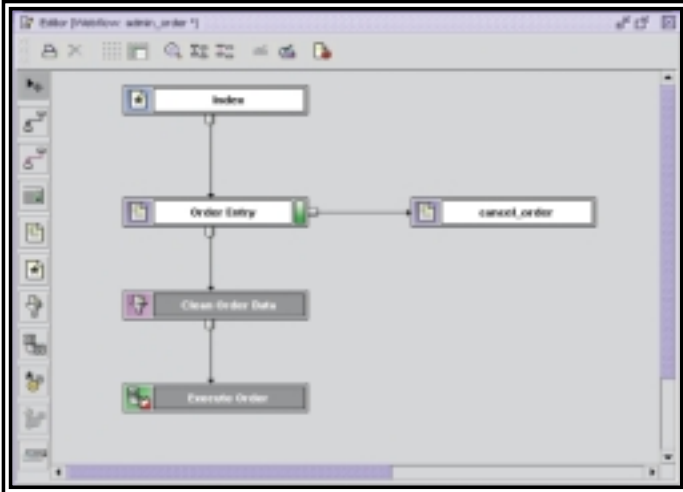 Editor [Webflow: admin_order *]
Index
Order Entry
cancel_order
Clean Order Data
Execute Order